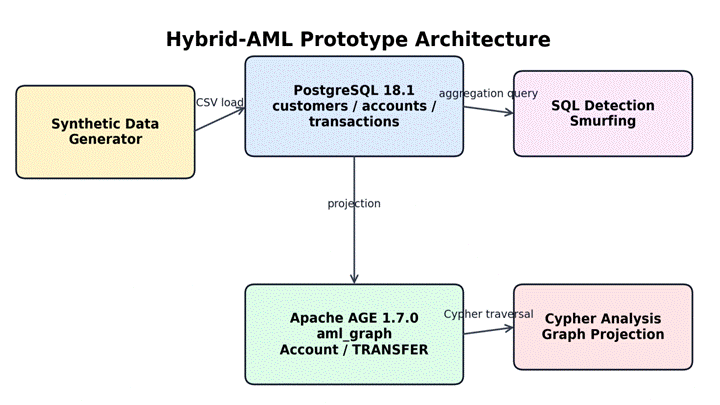 Hybrid-AML Prototype Architecture
Synthetic Data
Generator
CSV load
PostgreSQL 18.1
customers / accounts /
transactions
aggregation query
SQL Detection
Smurfing
projection
Apache AGE 1.7.0
aml_graph
Account / TRANSFER
Cypher traversal
Cypher Analysis
Graph Projection